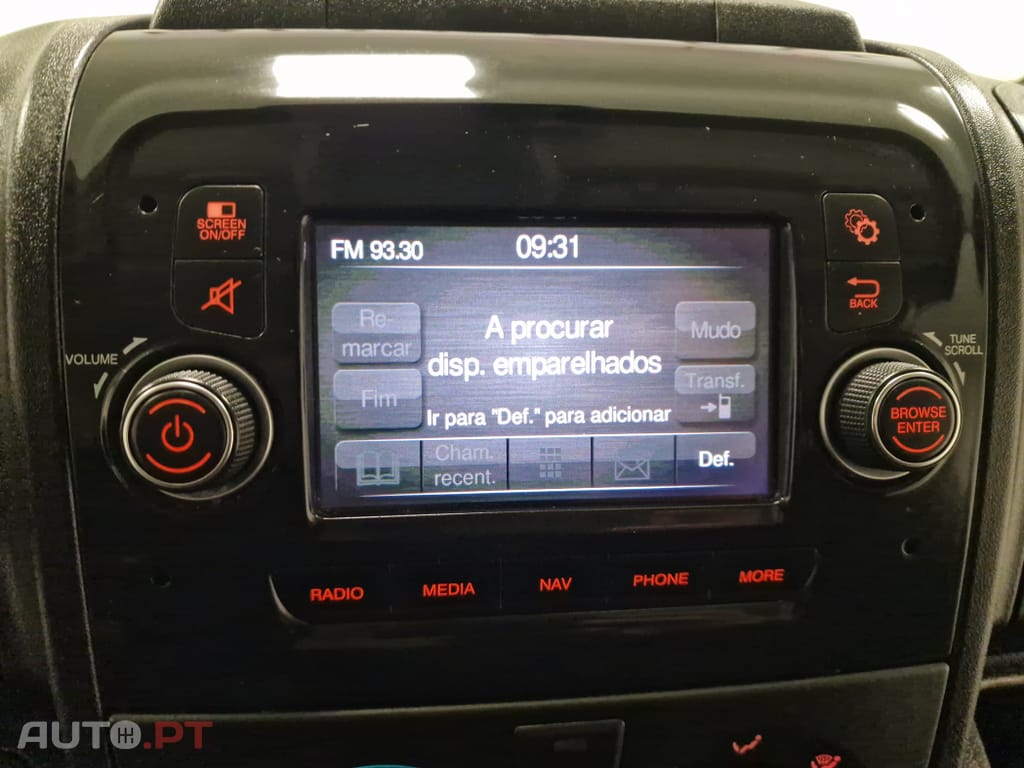 SCREEN
ON/OFF
VOLUME
FM 93.30
09:31
Re
marcar
A procurar
disp. emparelhados
Mudo
Fim
Transf.
Ir para "Def." para adicionar
Cham.
recent.
Def.
BACK
TUNE
SCROLL
BROWSE
ENTER
RADIO
MEDIA
NAV
PHONE
MORE
AUTO.PT